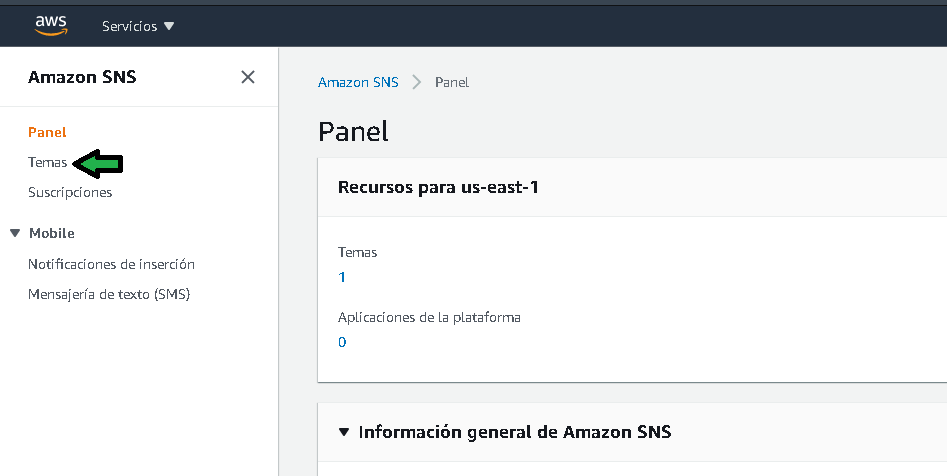 aws
Servicios
Amazon SNS
Panel
Temas
Suscripciones
Mobile
Notificaciones de inserción
Mensajería de texto (SMS)
Amazon SNS Panel
Panel
Recursos para us-east-1
Temas
1
Aplicaciones de la plataforma
0
Información general de Amazon SNS